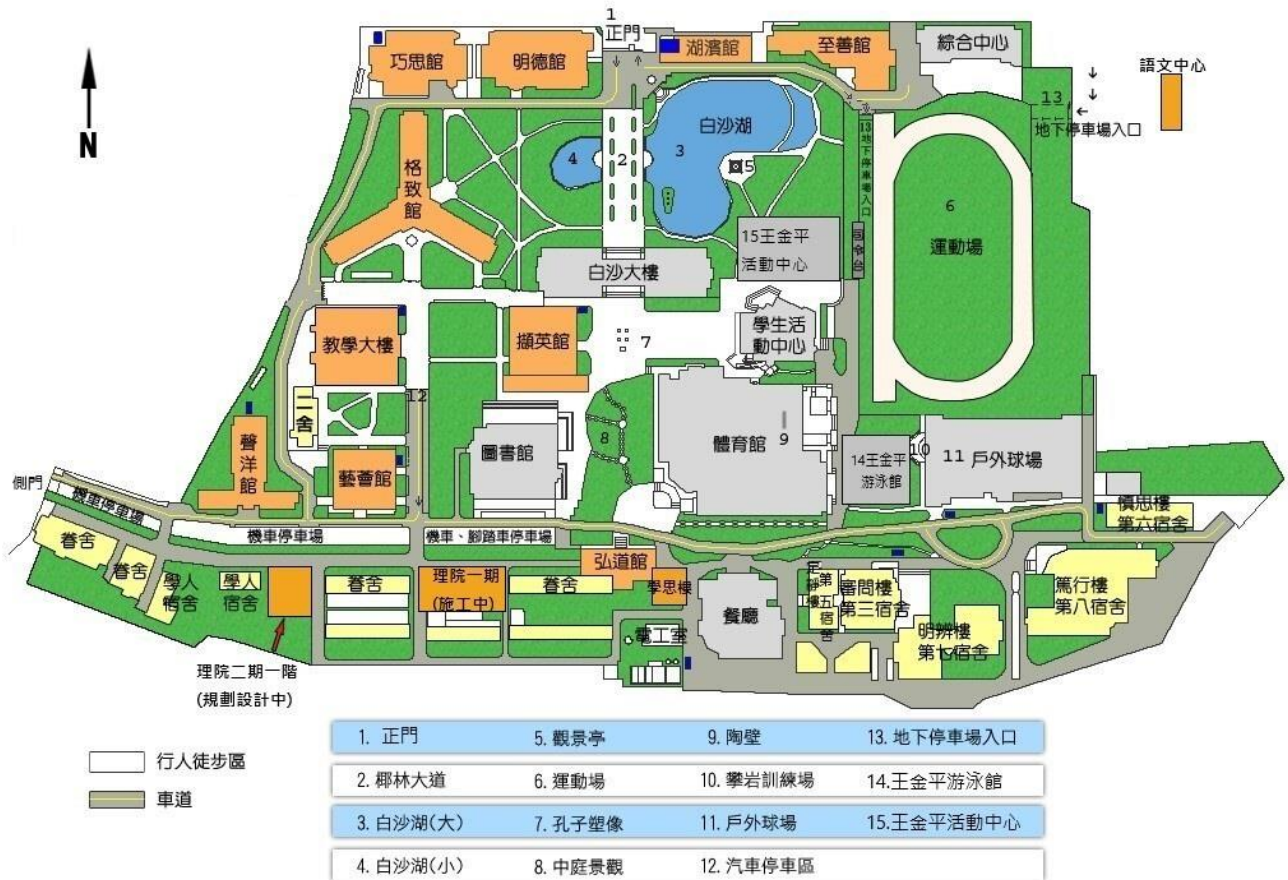 1
正門
巧思館
明德館
湖濱館
至善館
綜合中心
語文中心
N
13
地下停車場入口
白沙湖
13地下停車場入口
格致館
4
2
3
5
6
運動場
15王金平
活動中心
司令台
白沙大樓
教學大樓
擷英館
7
學生活
動中心
12
二舍
聲洋館
藝薈館
圖書館
8
體育館
9
14王金平
游泳館
10
11 戶外球場
側門
機車停車場
機車停車場
機車、腳踏車停車場
慎思樓
第六宿舍
眷舍
眷舍
學人
宿舍
學人
宿舍
眷舍
理院一期
(施工中)
眷舍
弘道館
學思樓
餐廳
電工室
定靜樓
第五宿舍
審問樓
第三宿舍
明辨樓
第七宿舍
篤行樓
第八宿舍
理院二期一階
(規劃設計中)
行人徒步區
車道
1. 正門 5. 觀景亭 9. 陶壁 13. 地下停車場入口
2. 椰林大道 6. 運動場 10. 攀岩訓練場 14.王金平游泳館
3. 白沙湖(大) 7. 孔子塑像 11. 戶外球場 15.王金平活動中心
4. 白沙湖(小) 8. 中庭景觀 12. 汽車停車區